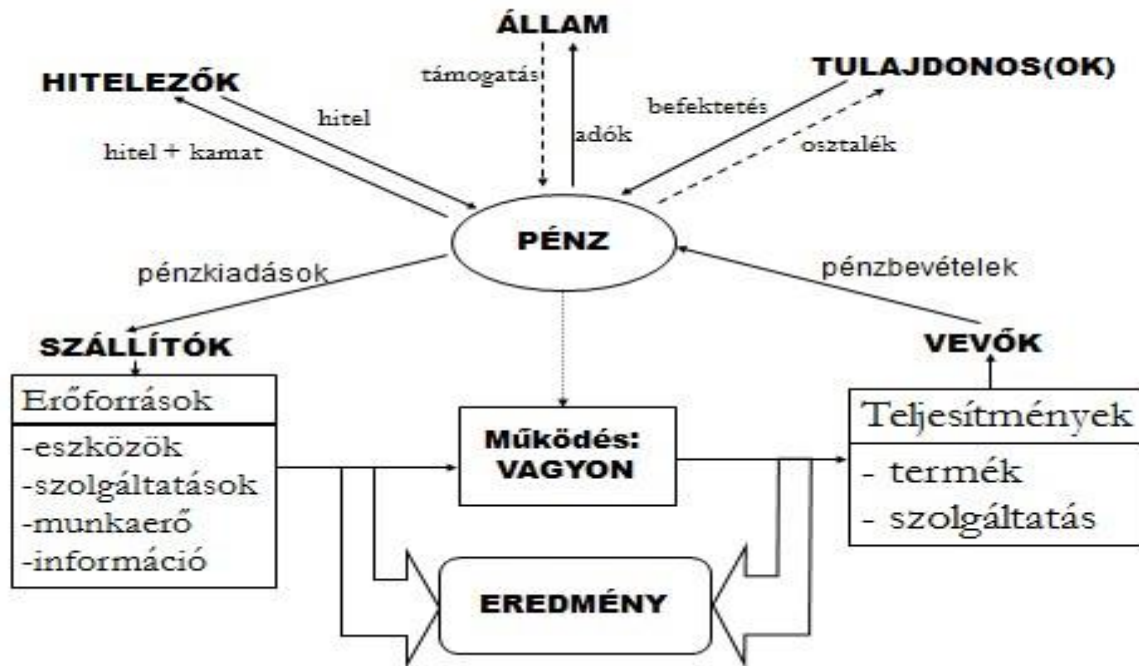 ÁLLAM
HITELEZŐK
támogatás
TULAJDONOS(OK)
hitel
befektetés
hitel + kamat
adók
osztalék
PÉNZ
pénzkiadások
pénzbevételek
SZÁLLÍTÓK
VEVŐK
Erőforrások
-eszközök
-szolgáltatások
-munkaerő
-információ
Működés:
VAGYON
Teljesítmények
- termék
- szolgáltatás
EREDMÉNY